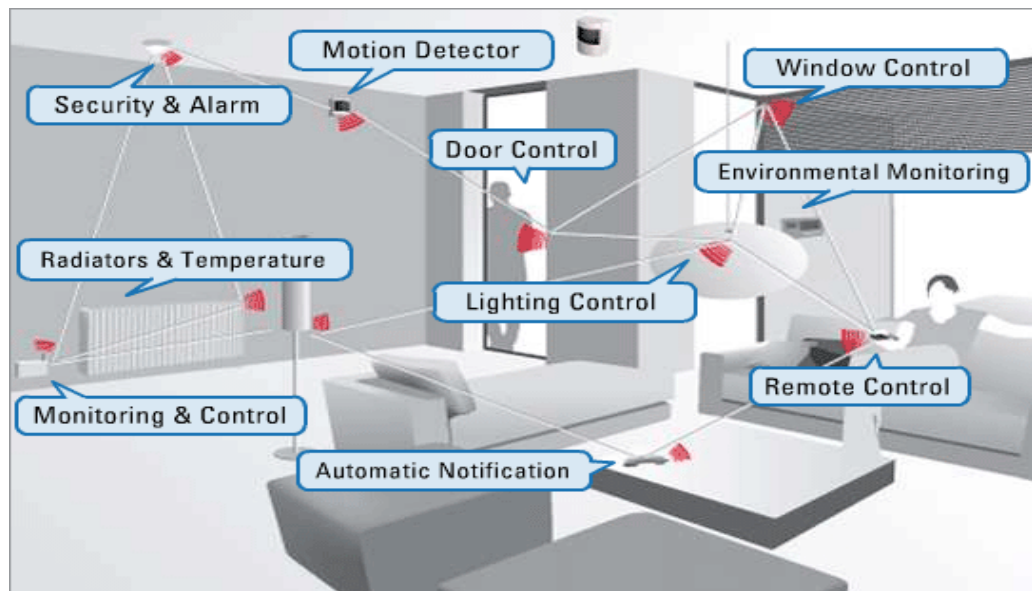 Motion Detector
Window Control
Security & Alarm
Door Control
Environmental Monitoring
Radiators & Temperature
Lighting Control
Remote Control
Monitoring & Control
Automatic Notification